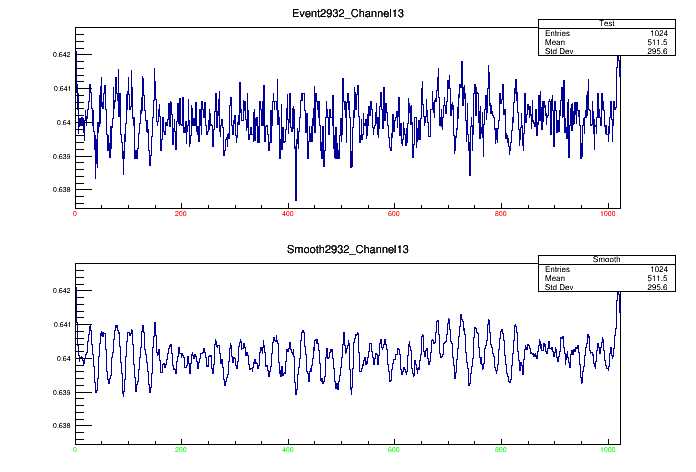 Event2932_Channel13
Test
Entries 1024
Mean 511.5
Std Dev 295.6
0.642
0.641
0.64
0.639
0.638
0 200 400 600 800 1000
Smooth2932_Channel13
Smooth
Entries 1024
Mean 511.5
Std Dev 295.6
0.642
0.641
0.64
0.639
0.638
0 200 400 600 800 1000